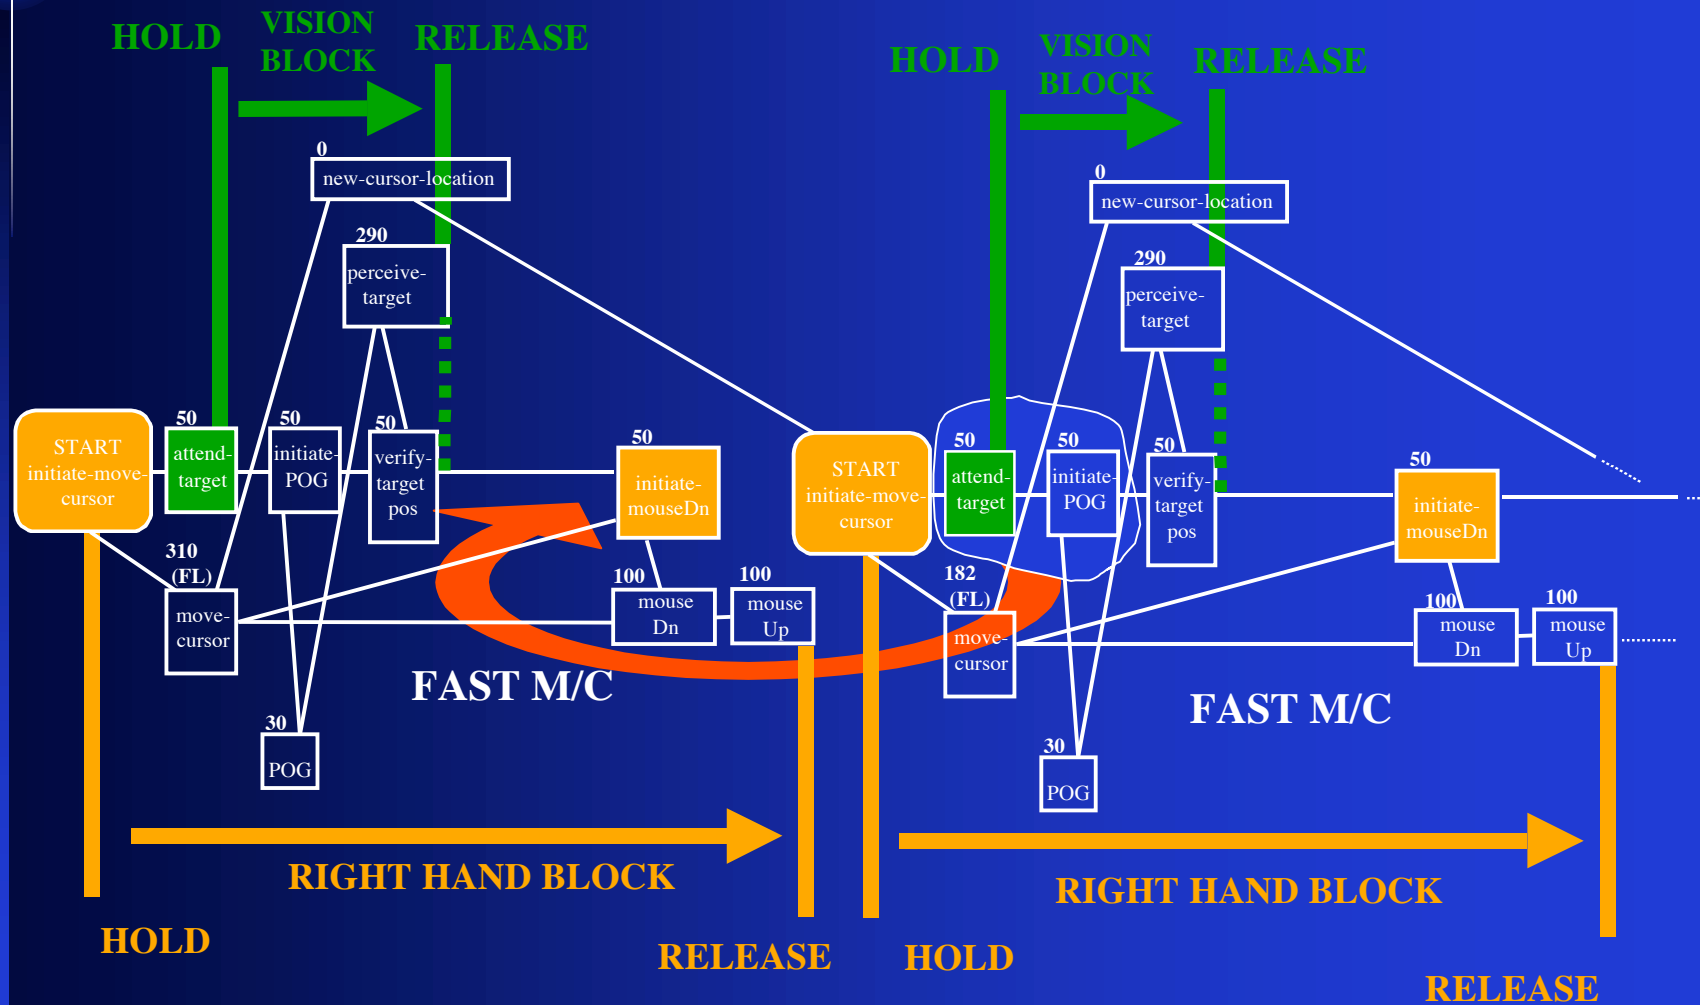 HOLD
VISION
BLOCK
RELEASE
0
new-cursor-location
290
perceive-
target
50
50
50
50
START
initiate-move-
cursor
attend-
target
initiate-
POG
verify-
target
pos
initiate-
mouseDn
310
(FL)
move-
cursor
100
mouse
Dn
100
mouse
Up
FAST M/C
30
POG
RIGHT HAND BLOCK
HOLD
RELEASE
HOLD
VISION
BLOCK
RELEASE
0
new-cursor-location
290
perceive-
target
50
50
50
50
START
initiate-move-
cursor
attend-
target
initiate-
POG
verify-
target
pos
initiate-
mouseDn
182
(FL)
move-
cursor
100
mouse
Dn
100
mouse
Up
FAST M/C
30
POG
RIGHT HAND BLOCK
HOLD
RELEASE